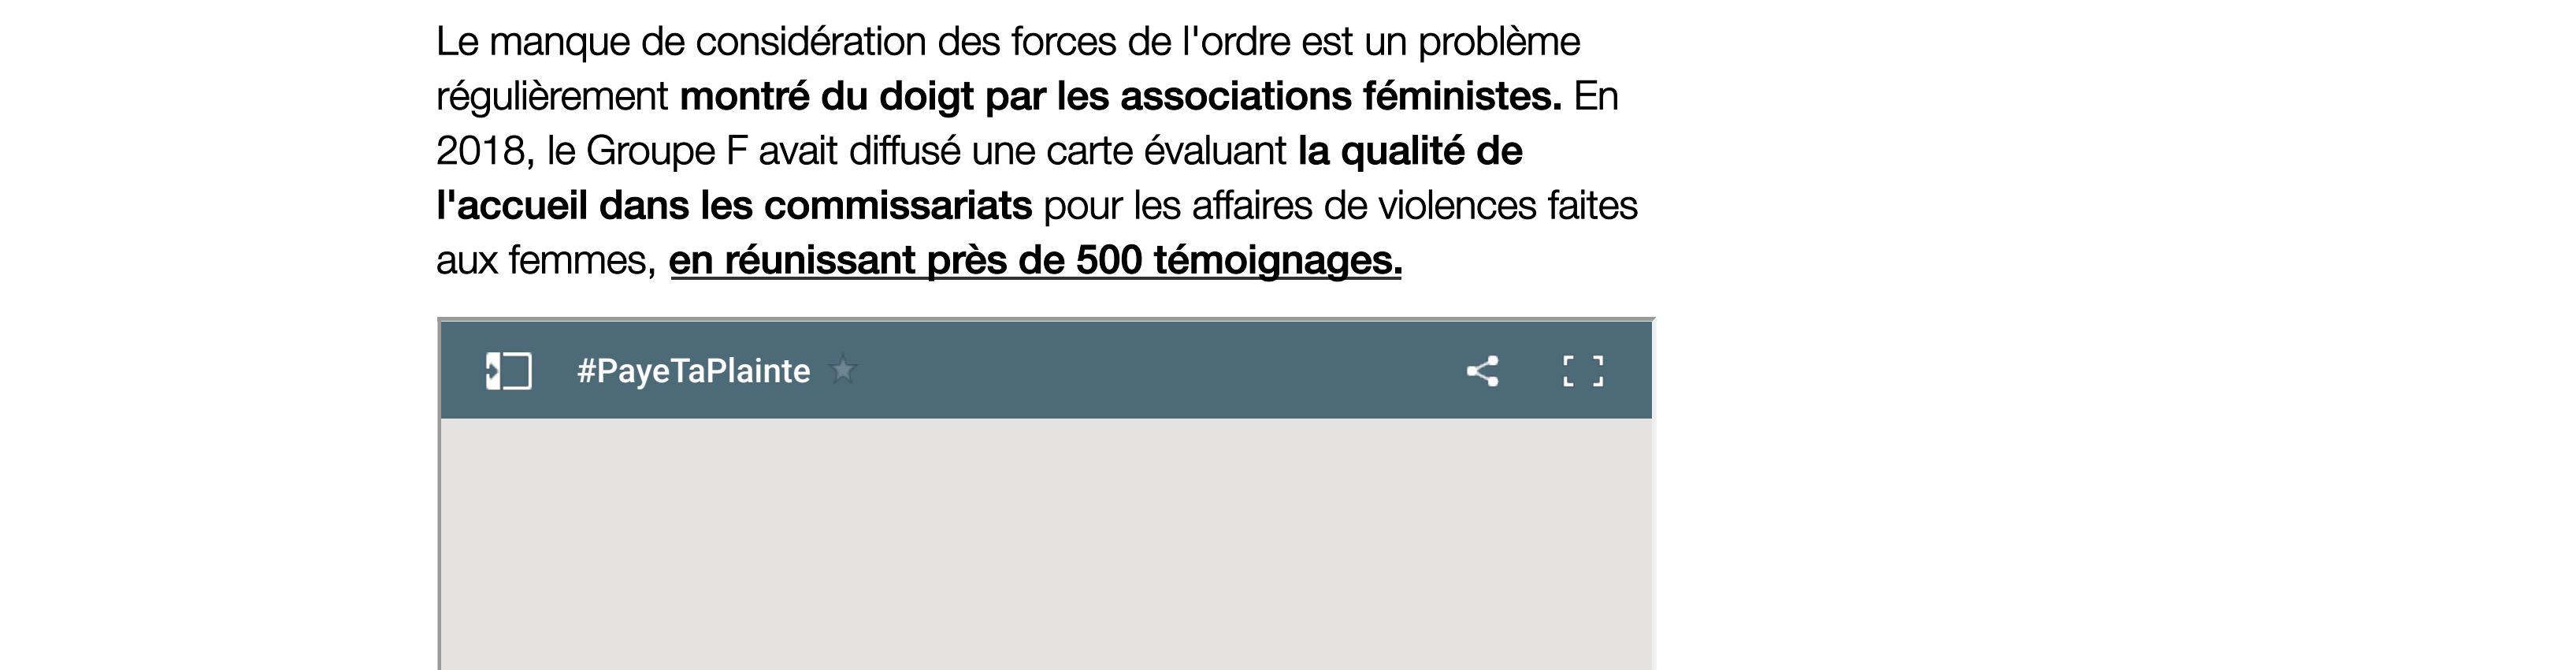 Le manque de considération des forces de l'ordre est un problème
régulièrement montré du doigt par les associations féministes. En
2018, le Groupe F avait diffusé une carte évaluant la qualité de
l'accueil dans les commissariats pour les affaires de violences faites
aux femmes, en réunissant près de 500 témoignages.
#PayeTaPlainte